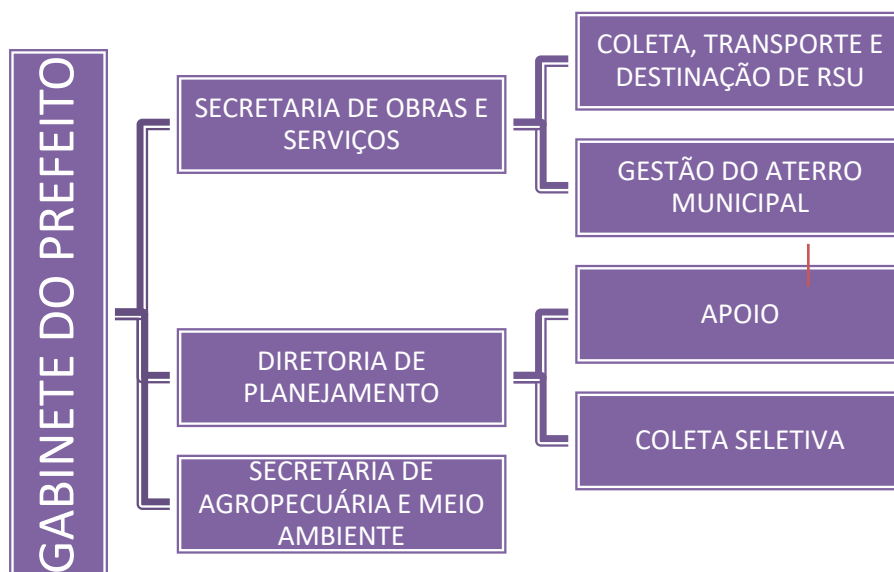 GABINETE DO PREFEITO
SECRETARIA DE OBRAS E
SERVIÇOS
COLETA, TRANSPORTE E
DESTINAÇÃO DE RSU
GESTÃO DO ATERRO
MUNICIPAL
DIRETORIA DE
PLANEJAMENTO
APOIO
COLETA SELETIVA
SECRETARIA DE
AGROPECUÁRIA E MEIO
AMBIENTE